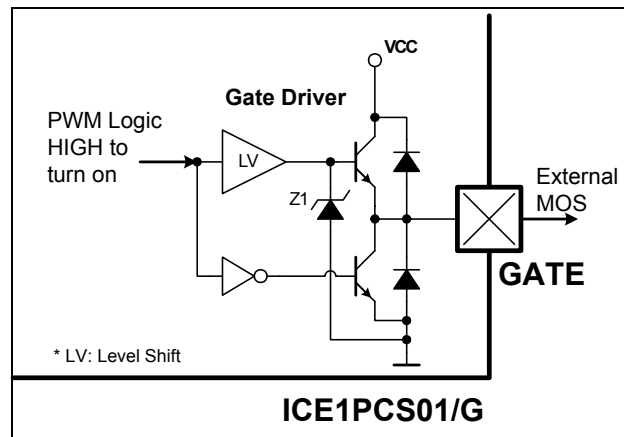 VCC
Gate Driver
PWM Logic
HIGH to
turn on
LV
Z1
External
MOS
GATE
* LV: Level Shift
ICE1PCS01/G